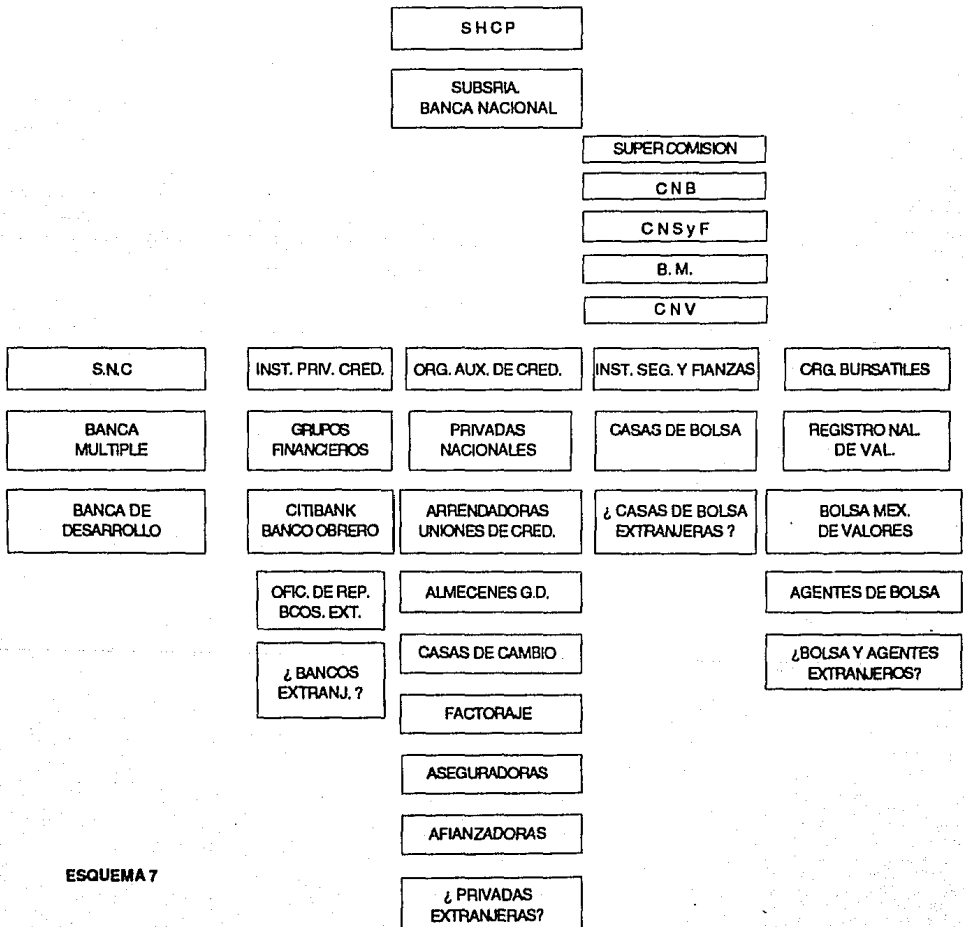 SHCP
SUBSRIA.
BANCA NACIONAL
SUPER COMISION
CNB
CNSyF
B.M.
CNV
S.N.C
INST. PRIV. CRED.
ORG. AUX. DE CRED.
INST. SEG. Y FIANZAS
ORG. BURSATILES
BANCA
MULTIPLE
GRUPOS
FINANCIEROS
PRIVADAS
NACIONALES
CASAS DE BOLSA
REGISTRO NAL.
DE VAL.
BANCA DE
DESARROLLO
CITIBANK
BANCO OBRERO
ARRENDADORAS
UNIONES DE CRED.
¿ CASAS DE BOLSA
EXTRANJERAS ?
BOLSA MEX.
DE VALORES
OFIC. DE REP.
BCOS. EXT.
ALMECENES G.D.
AGENTES DE BOLSA
¿ BANCOS
EXTRANJ. ?
CASAS DE CAMBIO
¿BOLSA Y AGENTES
EXTRANJEROS?
FACTORAJE
ASEGURADORAS
AFIANZADORAS
¿ PRIVADAS
EXTRANJERAS?
ESQUEMA 7